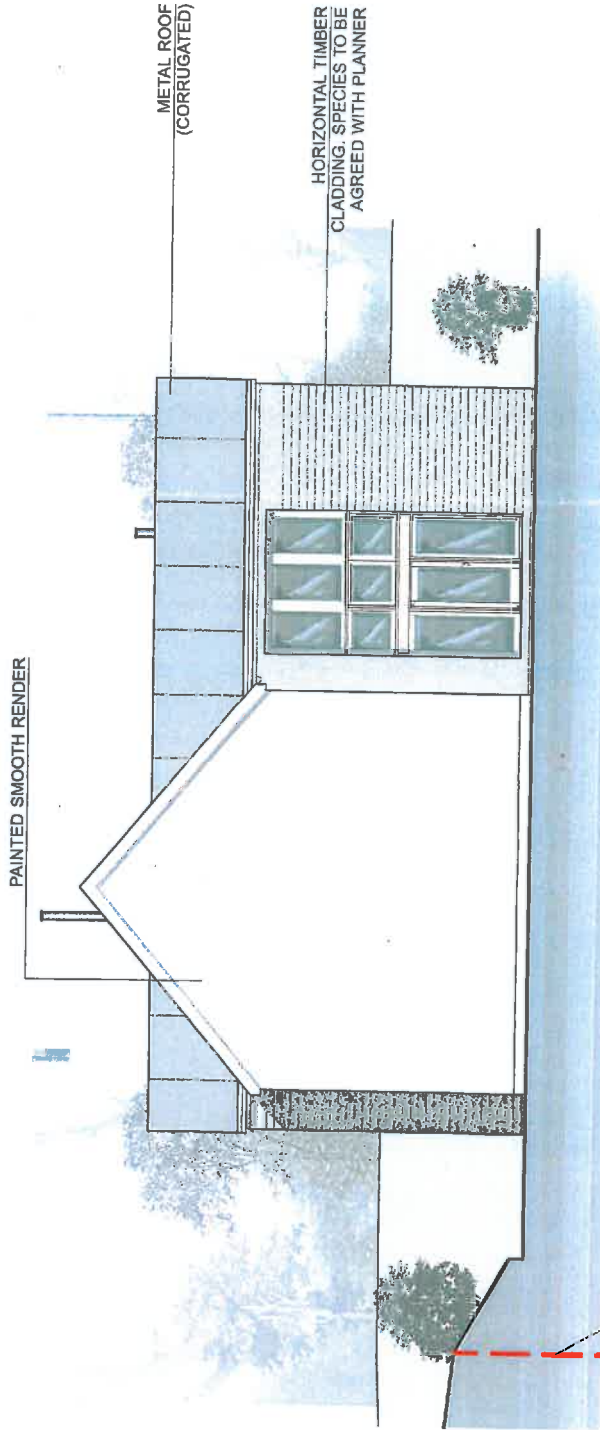 PAINTED SMOOTH RENDER
METAL ROOF
(CORRUGATED)
HORIZONTAL TIMBER
CLADDING. SPECIES TO BE
AGREED WITH PLANNER